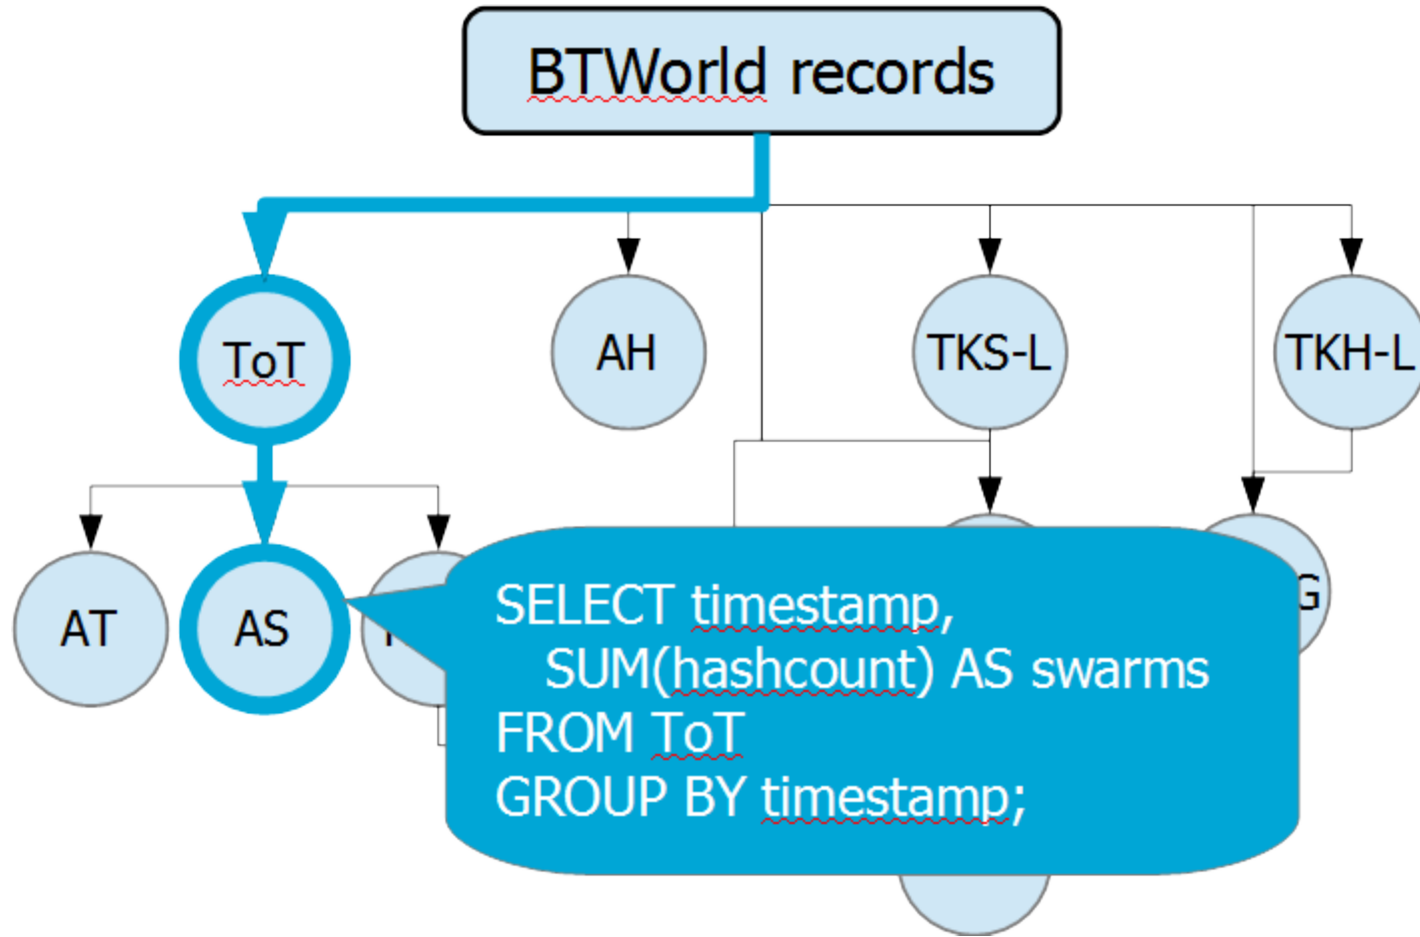 BTWorld records
ToT
AH
TKS-L
TKH-L
AT
AS
G
SELECT timestamp,
SUM(hashcount) AS swarms
FROM ToT
GROUP BY timestamp;